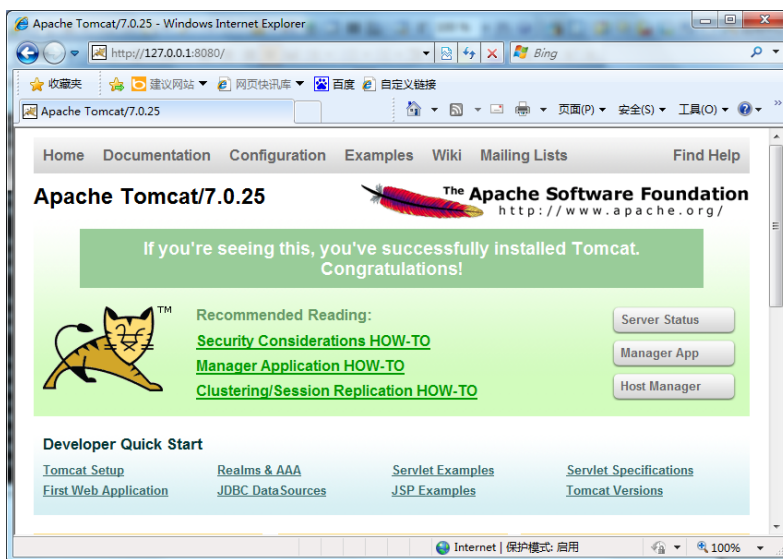 Apache Tomcat/7.0.25 - Windows Internet Explorer
http://127.0.0.1:8080/
Bing
收藏夹 建议网站 网页快讯库 百度 自定义链接
Apache Tomcat/7.0.25
页面(P) 安全(S) 工具(O)
Home Documentation Configuration Examples Wiki Mailing Lists Find Help
Apache Tomcat/7.0.25
The Apache Software Foundation
http://www.apache.org/
If you're seeing this, you've successfully installed Tomcat.
Congratulations!
TM
Recommended Reading:
Security Considerations HOW-TO
Manager Application HOW-TO
Clustering/Session Replication HOW-TO
Server Status
Manager App
Host Manager
Developer Quick Start
Tomcat Setup Realms & AAA Servlet Examples Servlet Specifications
First Web Application JDBC DataSources JSP Examples Tomcat Versions
Internet | 保护模式: 启用 100%